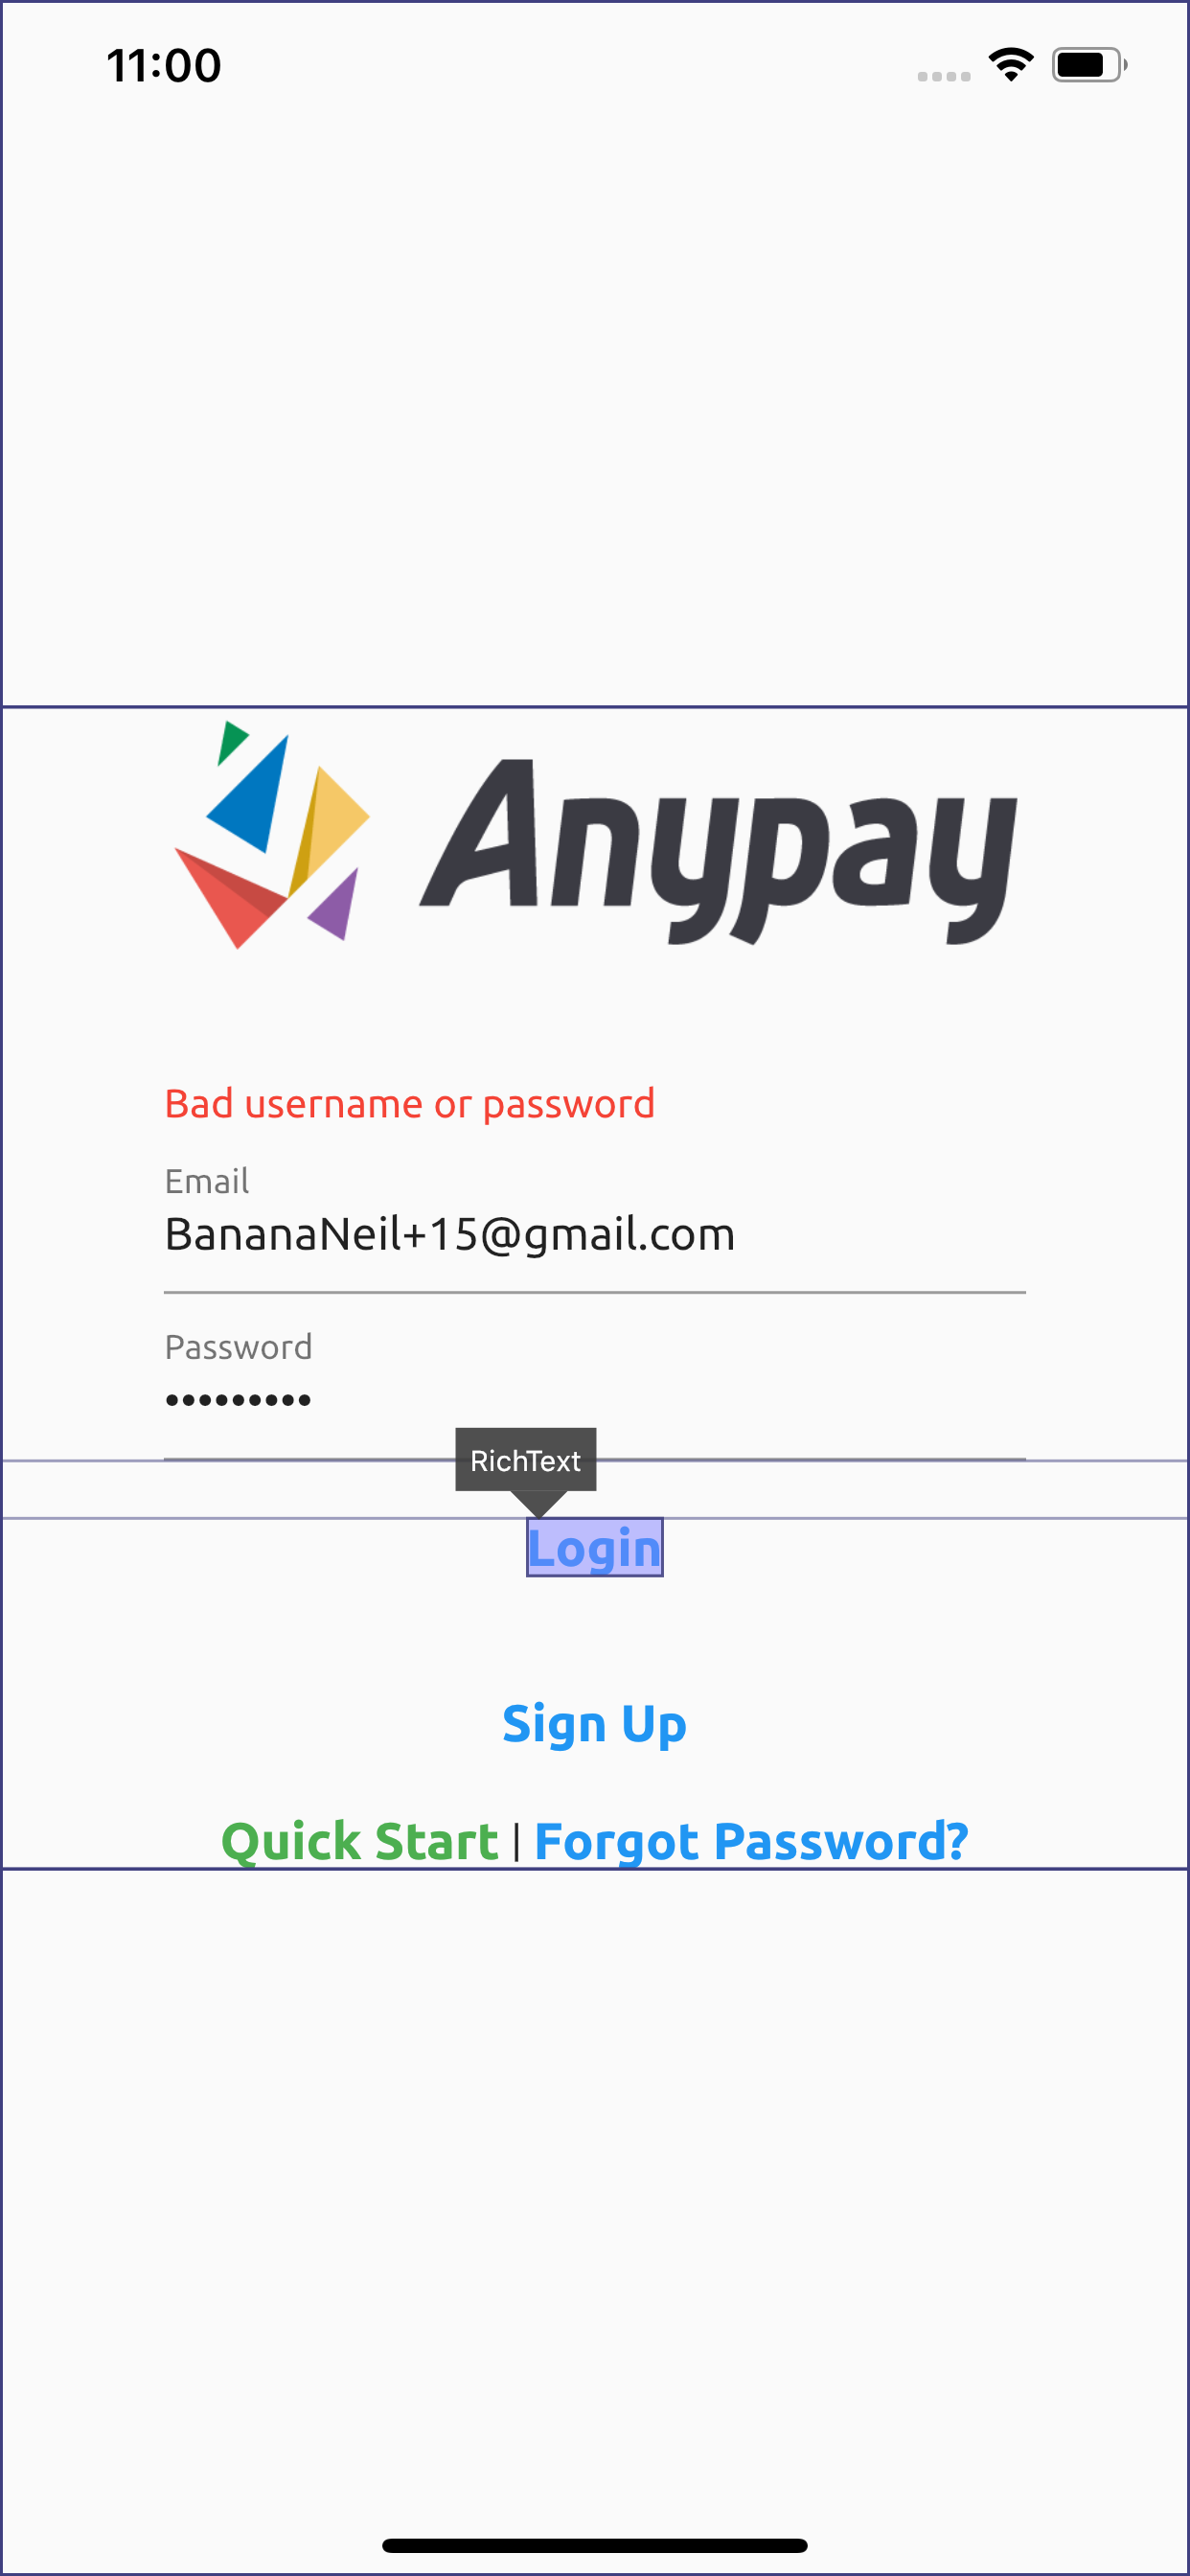 11:00
Anypay
Bad username or password
Email
BananaNeil+15@gmail.com
Password
•••••••••
RichText
Login
Sign Up
Quick Start | Forgot Password?